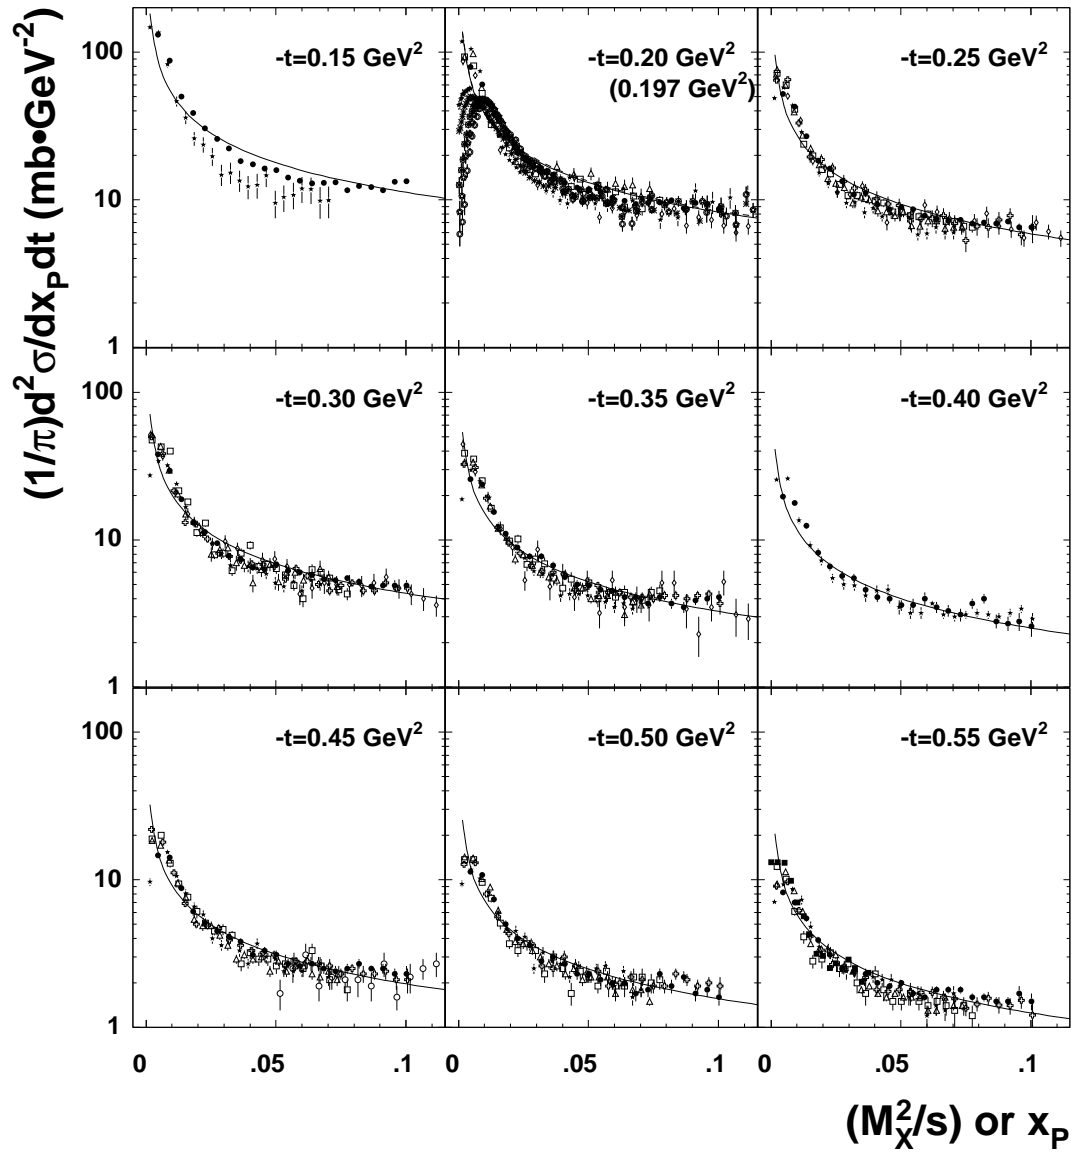 (1/π)d²σ/dx_P dt (mb•GeV⁻²)
-t=0.15 GeV²
-t=0.20 GeV²
(0.197 GeV²)
-t=0.25 GeV²
100
10
1
-t=0.30 GeV²
-t=0.35 GeV²
-t=0.40 GeV²
100
10
1
-t=0.45 GeV²
-t=0.50 GeV²
-t=0.55 GeV²
100
10
1
0 .05 .1 0 .05 .1 0 .05 .1
(M_X²/s) or x_P